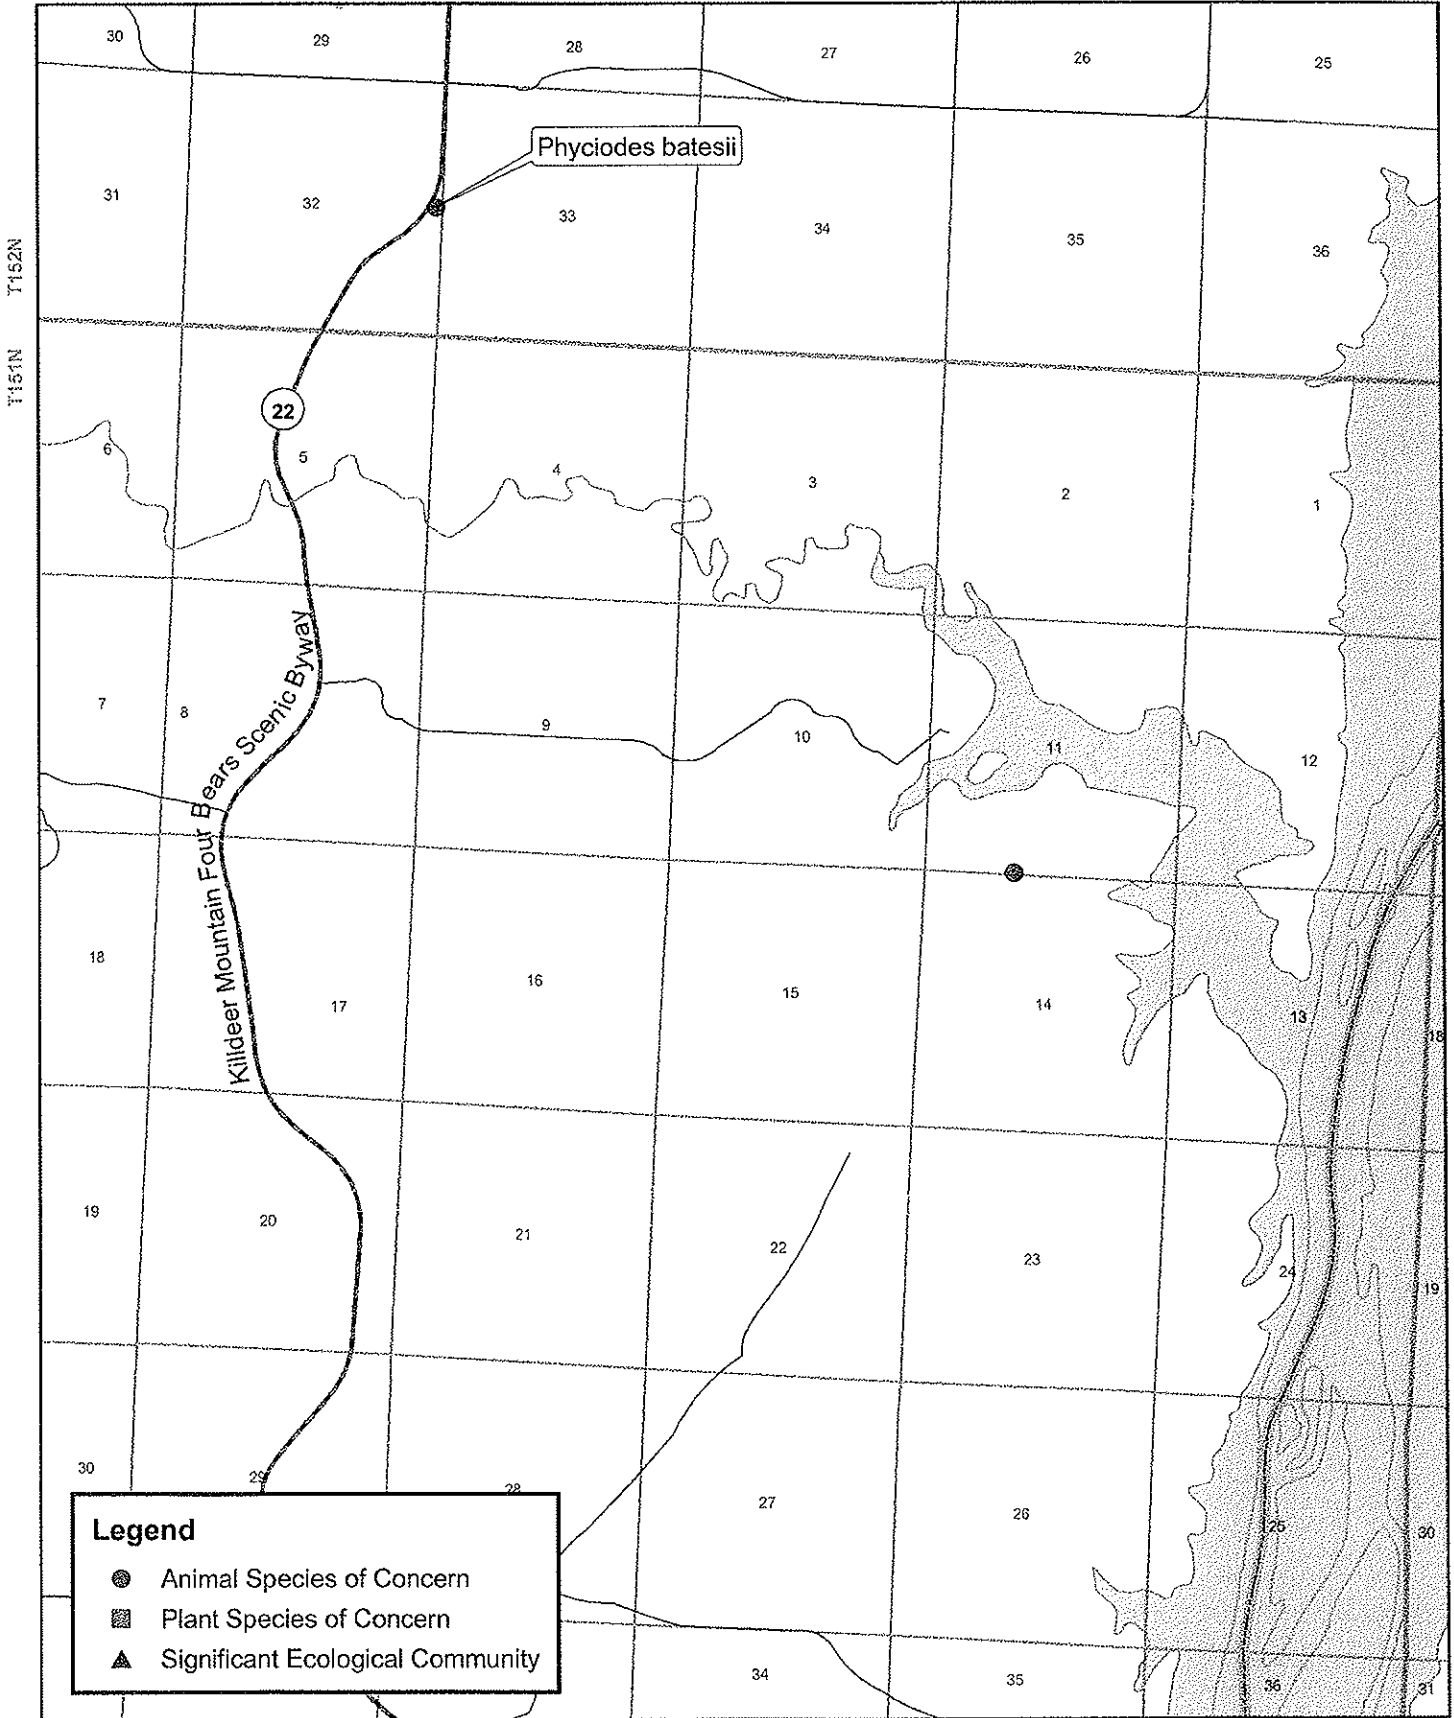 30 29 28 27 26 25
Phyciodes batesii
31 32 33 34 35 36
T152N
T151N
22
6 5 4 3 2 1
Killdeer Mountain Four Bears Scenic Byway
7 8 9 10 11 12
18 17 16 15 14 13 18
19 20 21 22 23 24 19
30 29 28 27 26 25 30
Legend
Animal Species of Concern
Plant Species of Concern
Significant Ecological Community
34 35 36 31